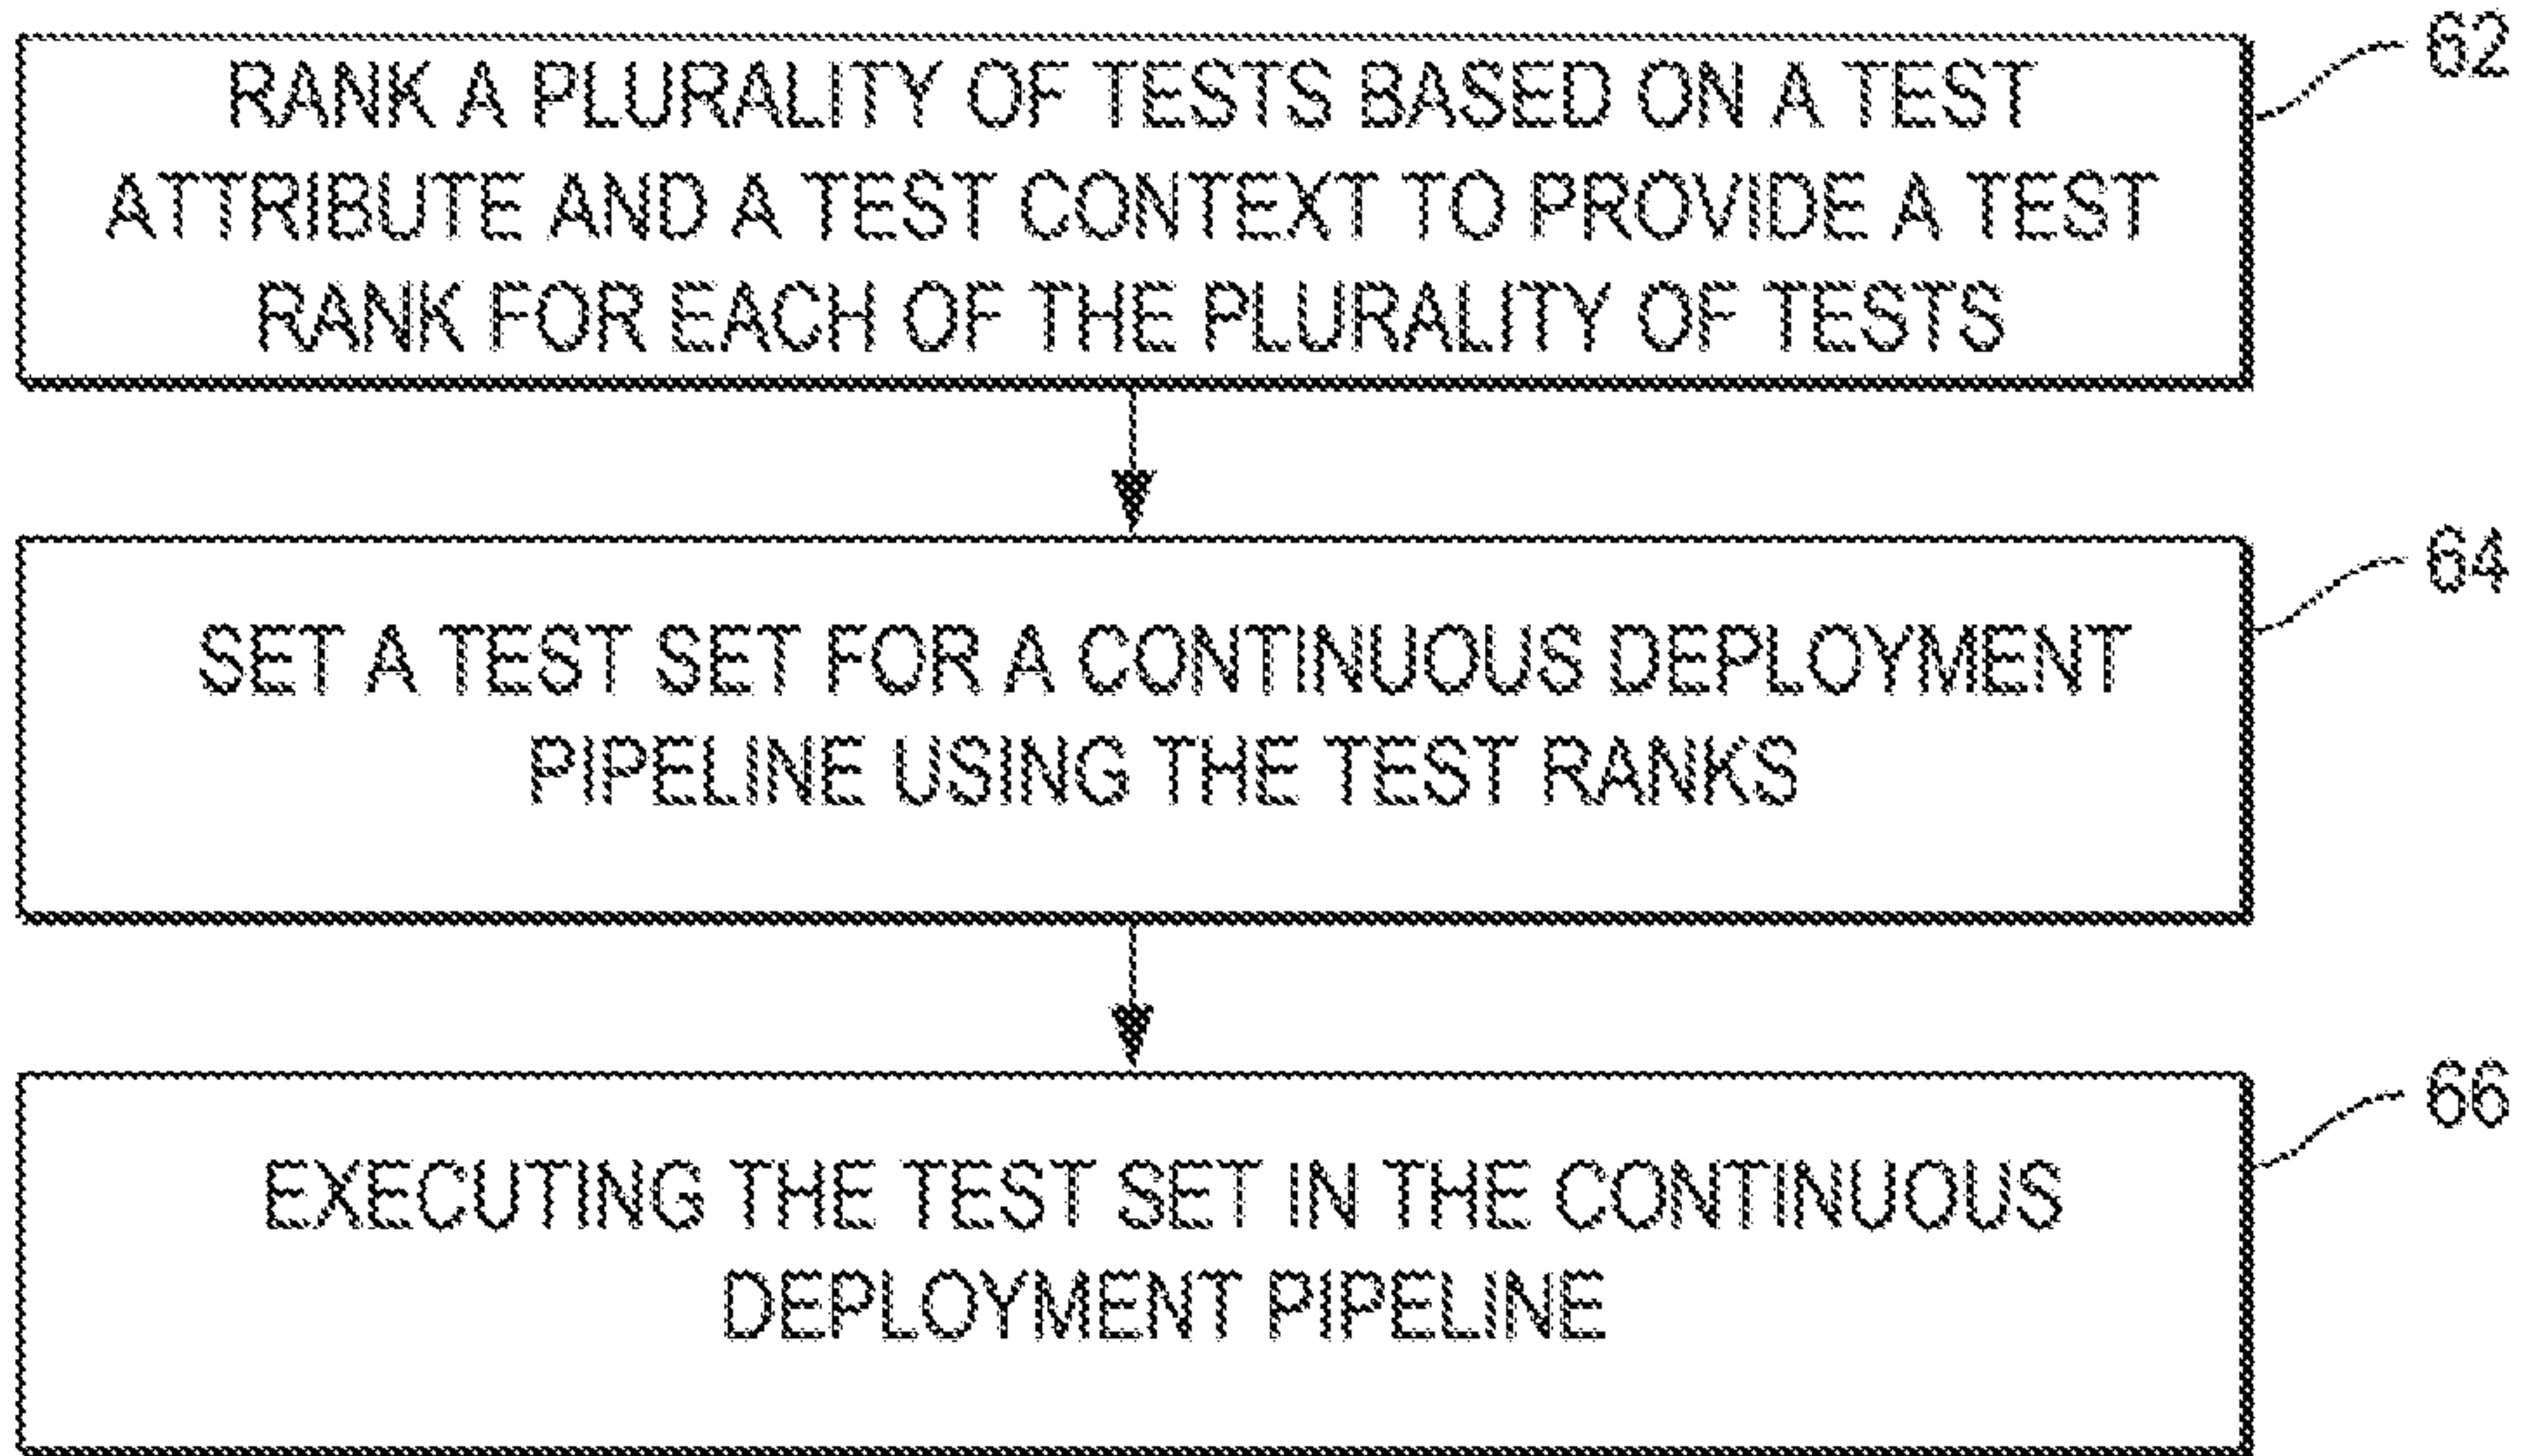 RANK A PLURALITY OF TESTS BASED ON A TEST
ATTRIBUTE AND A TEST CONTEXT TO PROVIDE A TEST
RANK FOR EACH OF THE PLURALITY OF TESTS
62
SET A TEST SET FOR A CONTINUOUS DEPLOYMENT
PIPELINE USING THE TEST RANKS
64
EXECUTING THE TEST SET IN THE CONTINUOUS
DEPLOYMENT PIPELINE
66